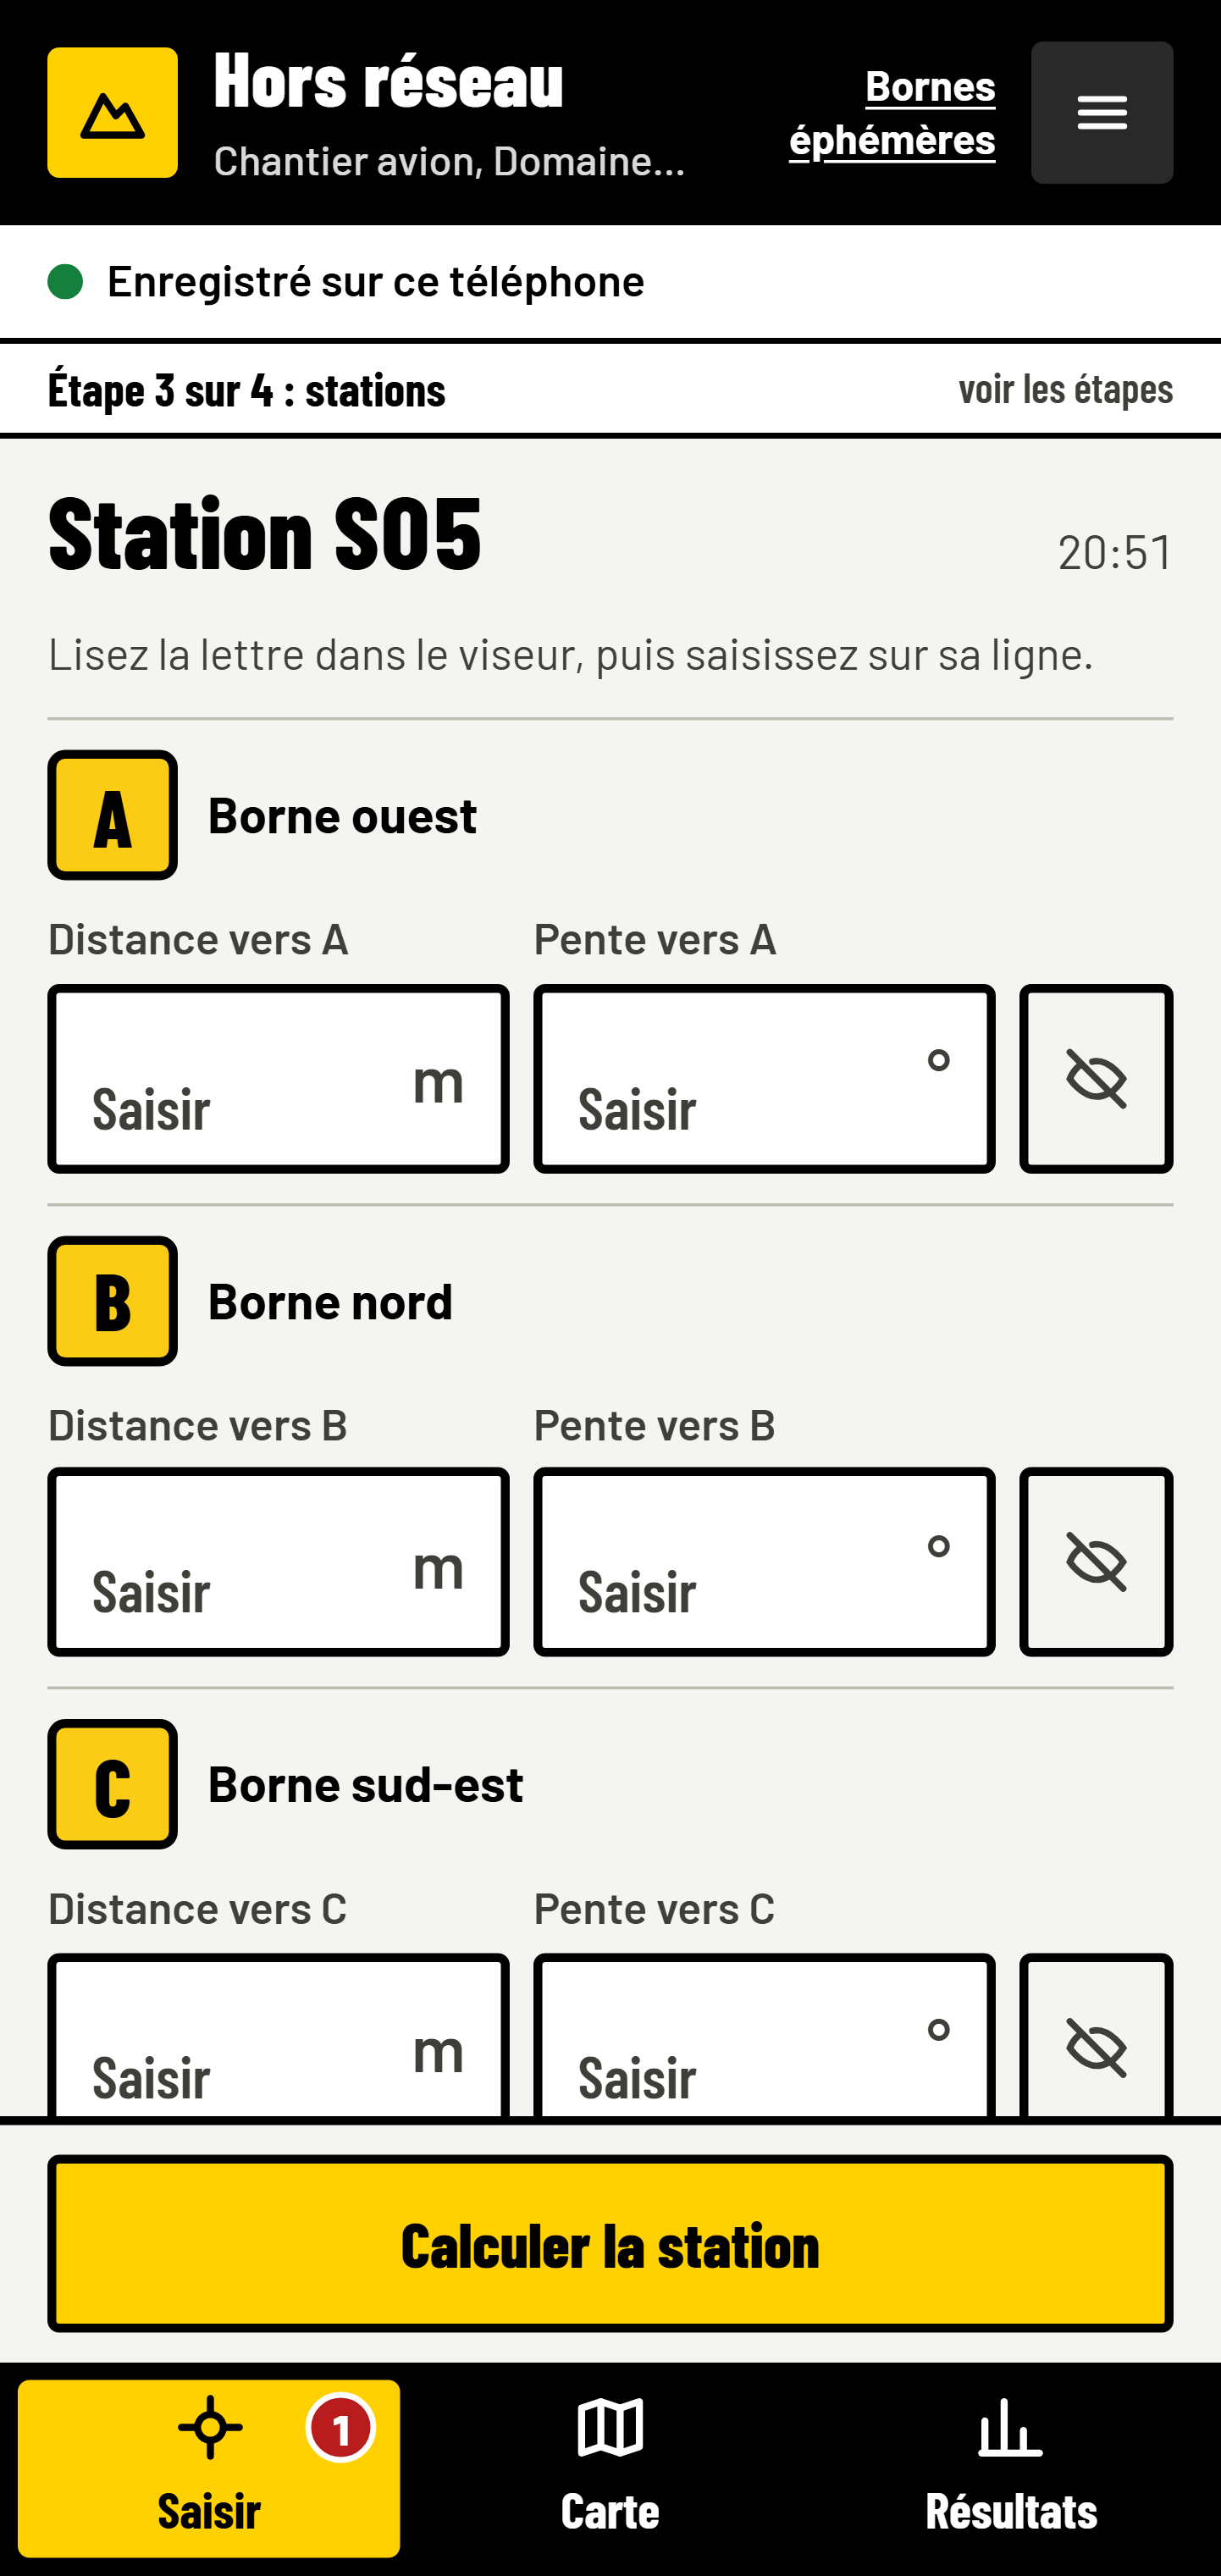 Hors réseau
Chantier avion, Domaine...
Bornes
éphémères
Enregistré sur ce téléphone
Étape 3 sur 4 : stations
voir les étapes
Station S05
20:51
Lisez la lettre dans le viseur, puis saisissez sur sa ligne.
A
Borne ouest
Distance vers A
Pente vers A
Saisir m
Saisir °
B
Borne nord
Distance vers B
Pente vers B
Saisir m
Saisir °
C
Borne sud-est
Distance vers C
Pente vers C
Saisir m
Saisir °
Calculer la station
1
Saisir
Carte
Résultats